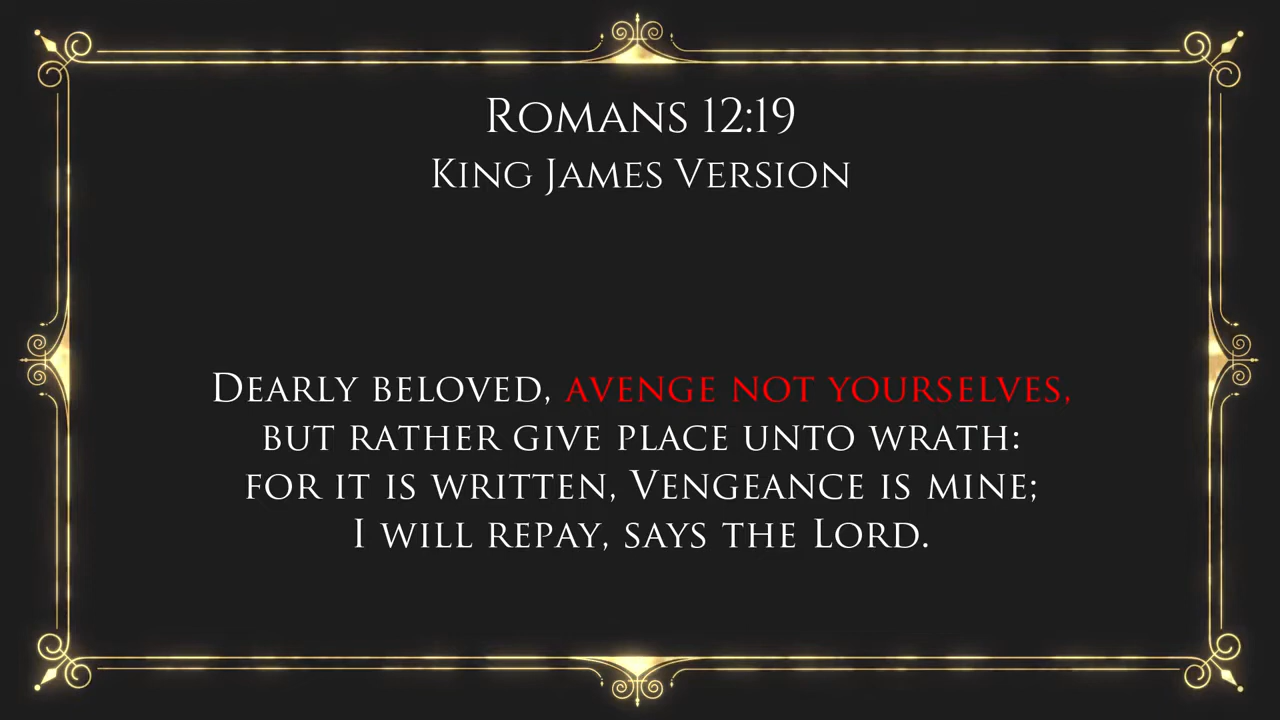 Romans 12:19
King James Version
Dearly beloved, avenge not yourselves,
but rather give place unto wrath:
for it is written, Vengeance is mine;
I will repay, says the Lord.